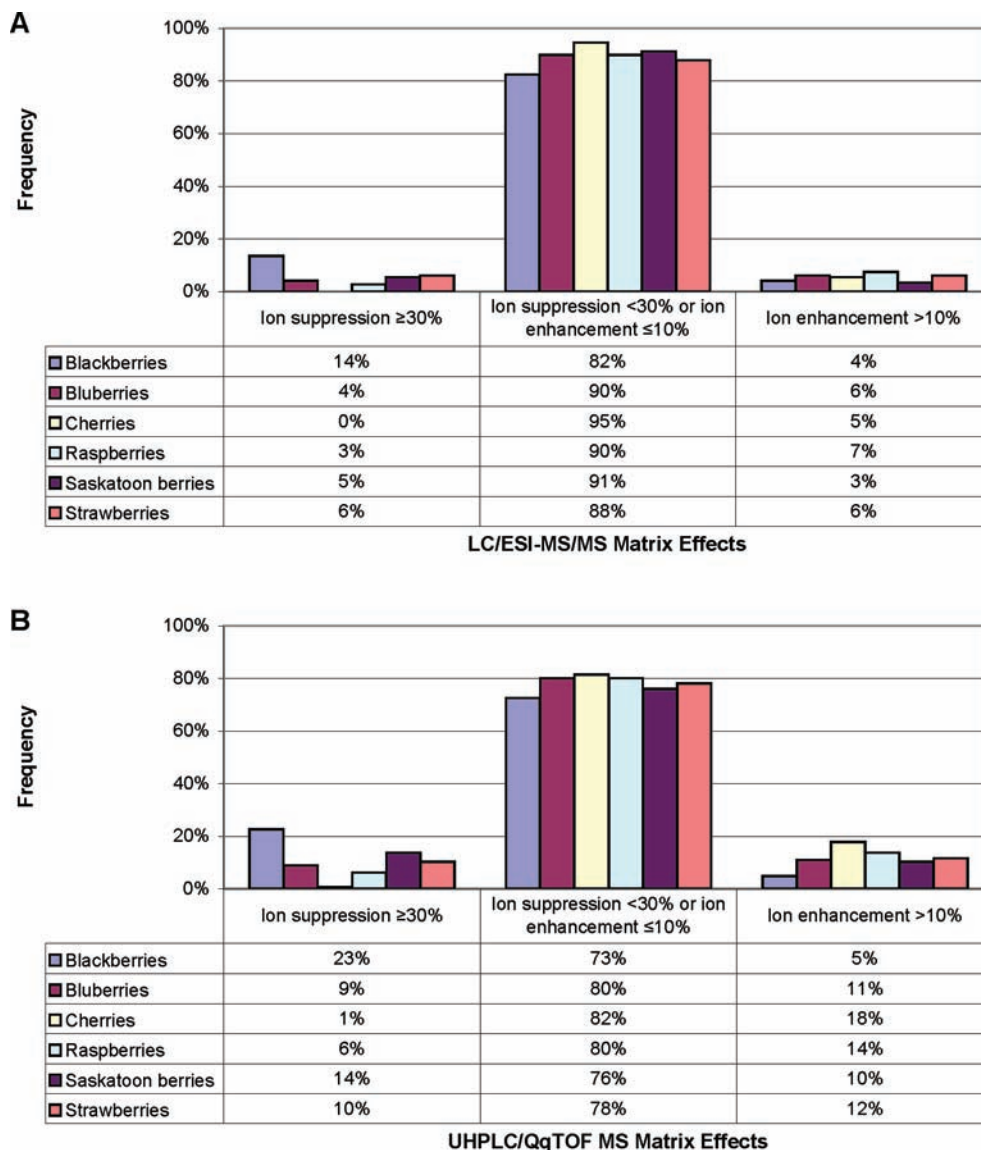 A
100%
80%
60%
40%
20%
0%
Frequency
Ion suppression ≥30%
Ion suppression <30% or ion
enhancement ≤10%
Ion enhancement >10%
Blackberries 14% 82% 4%
Bluberries 4% 90% 6%
Cherries 0% 95% 5%
Raspberries 3% 90% 7%
Saskatoon berries 5% 91% 3%
Strawberries 6% 88% 6%
LC/ESI-MS/MS Matrix Effects
B
100%
80%
60%
40%
20%
0%
Frequency
Ion suppression ≥30%
Ion suppression <30% or ion
enhancement ≤10%
Ion enhancement >10%
Blackberries 23% 73% 5%
Bluberries 9% 80% 11%
Cherries 1% 82% 18%
Raspberries 6% 80% 14%
Saskatoon berries 14% 76% 10%
Strawberries 10% 78% 12%
UHPLC/QqTOF MS Matrix Effects